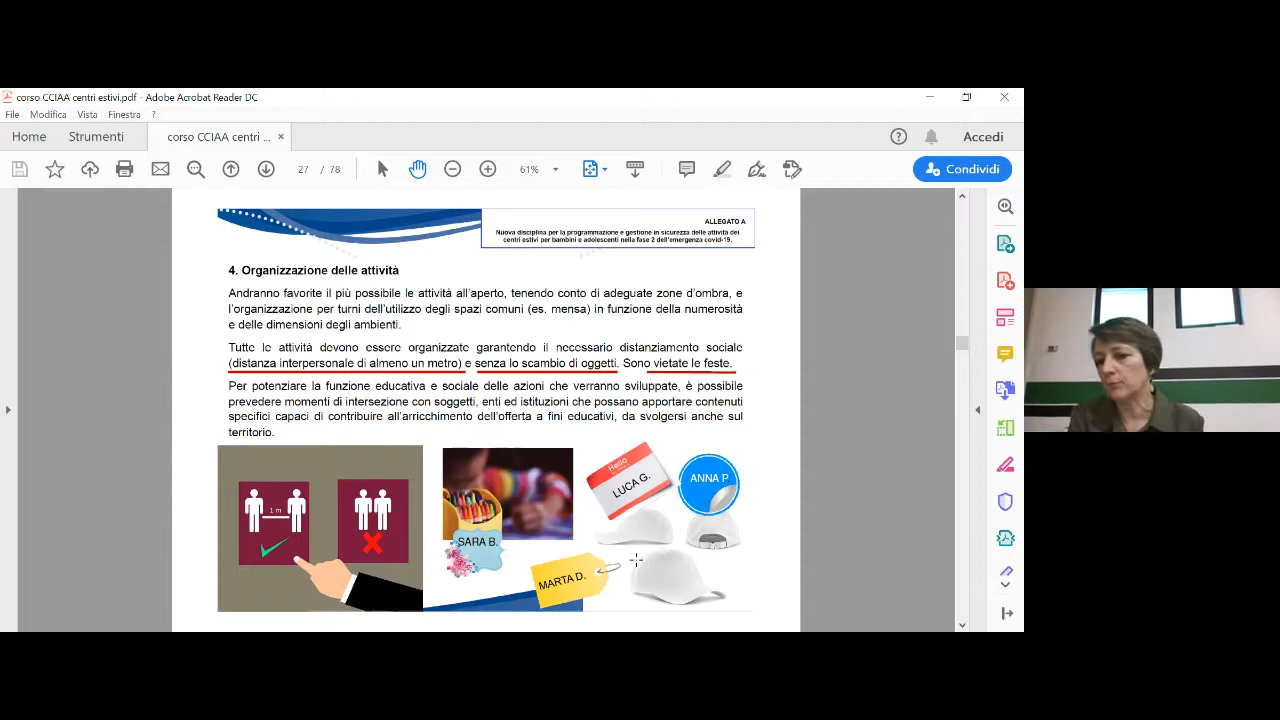 corso CCIAA centri estivi.pdf - Adobe Acrobat Reader DC
File Modifica Vista Finestra ?
Home Strumenti corso CCIAA centri ... × Accedi
27 / 78 61% Condividi
ALLEGATO A
Nuova disciplina per la programmazione e gestione in sicurezza delle attività dei
centri estivi per bambini e adolescenti nella fase 2 dell'emergenza covid-19.
4. Organizzazione delle attività
Andranno favorite il più possibile le attività all'aperto, tenendo conto di adeguate zone d'ombra, e
l'organizzazione per turni dell'utilizzo degli spazi comuni (es. mensa) in funzione della numerosità
e delle dimensioni degli ambienti.
Tutte le attività devono essere organizzate garantendo il necessario distanziamento sociale
(distanza interpersonale di almeno un metro) e senza lo scambio di oggetti. Sono vietate le feste.
Per potenziare la funzione educativa e sociale delle azioni che verranno sviluppate, è possibile
prevedere momenti di intersezione con soggetti, enti ed istituzioni che possano apportare contenuti
specifici capaci di contribuire all'arricchimento dell'offerta a fini educativi, da svolgersi anche sul
territorio.
1 m
SARA B.
Hello
LUCA G.
ANNA P
MARTA D.